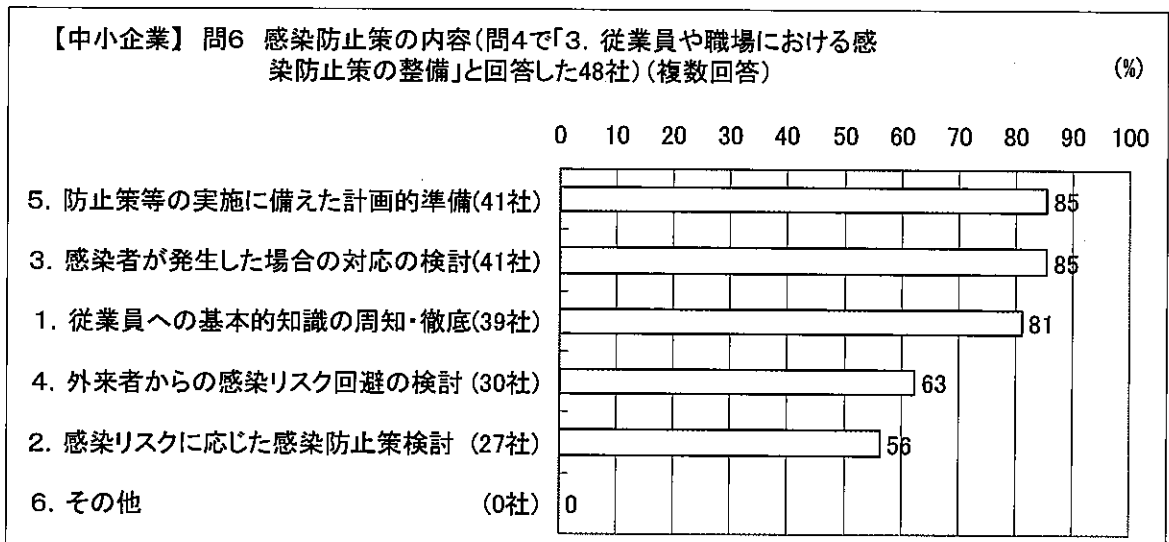 【中小企業】 問6 感染防止策の内容(問4で「3. 従業員や職場における感
染防止策の整備」と回答した48社)(複数回答) (%)
0 10 20 30 40 50 60 70 80 90 100
5. 防止策等の実施に備えた計画的準備(41社) 85
3. 感染者が発生した場合の対応の検討(41社) 85
1. 従業員への基本的知識の周知・徹底(39社) 81
4. 外来者からの感染リスク回避の検討 (30社) 63
2. 感染リスクに応じた感染防止策検討 (27社) 56
6. その他 (0社) 0